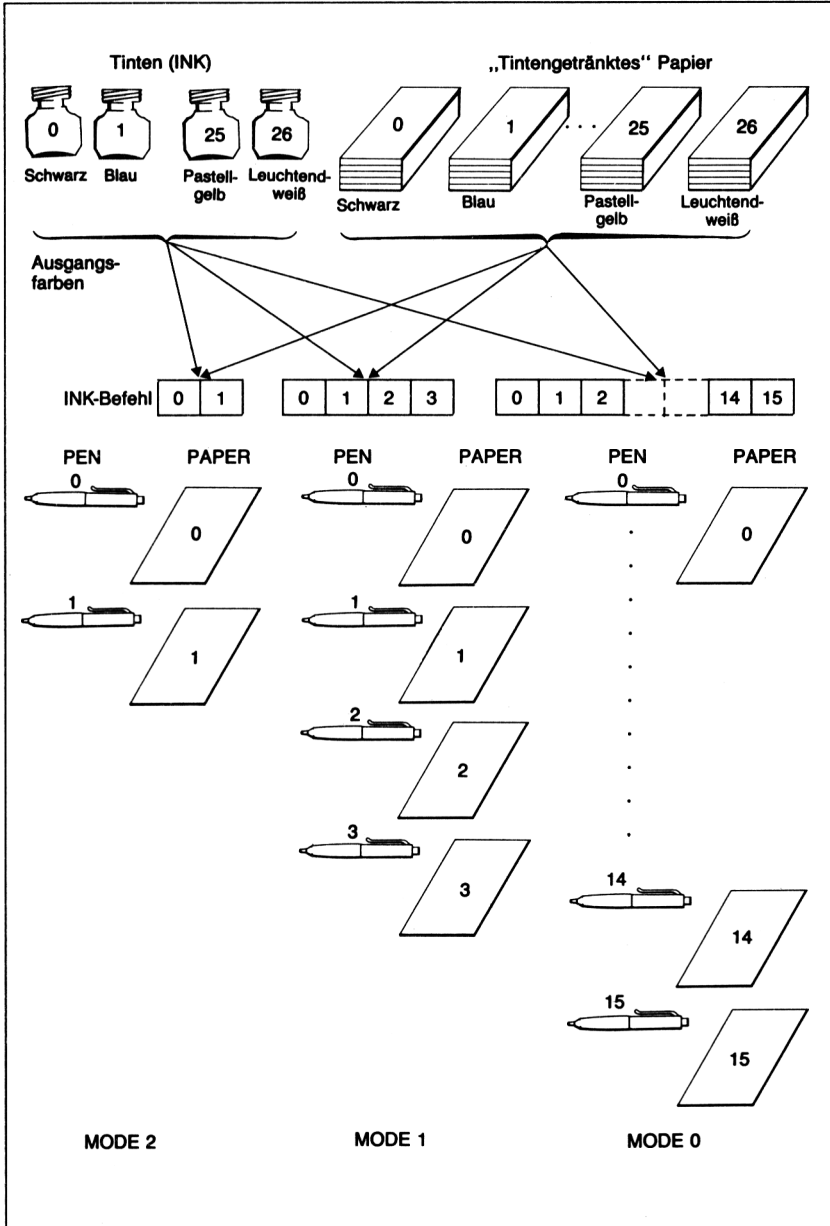 Tinten (INK)
„Tintengetränktes“ Papier
0 1 25 26
0 1 . . . 25 26
Schwarz Blau Pastell-
gelb Leuchtend-
weiß
Schwarz Blau Pastell-
gelb Leuchtend-
weiß
Ausgangs-
farben
INK-Befehl 0 1
0 1 2 3
0 1 2 14 15
PEN PAPER
0
0
1
1
MODE 2
PEN PAPER
0
0
1
1
2
2
3
3
MODE 1
PEN PAPER
0
0
14
14
15
15
MODE 0